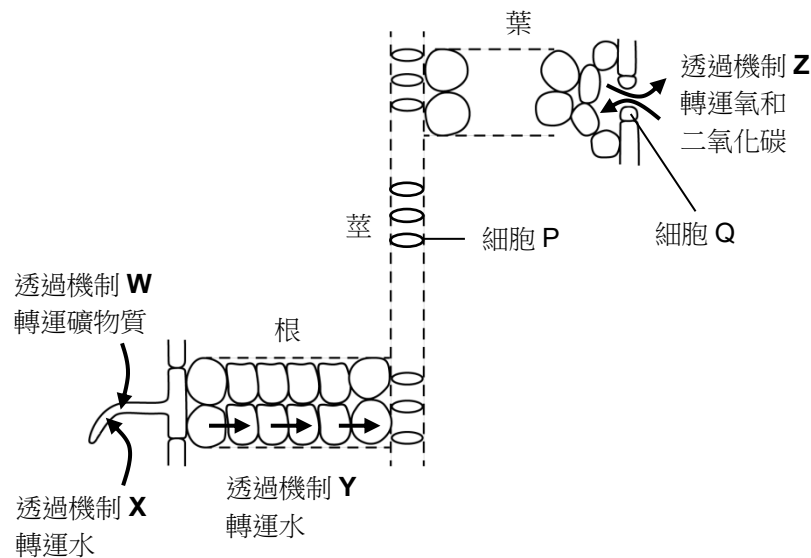 葉
透過機制 Z
轉運氧和
二氧化碳
莖
細胞 P
細胞 Q
透過機制 W
轉運礦物質
根
透過機制 X
轉運水
透過機制 Y
轉運水